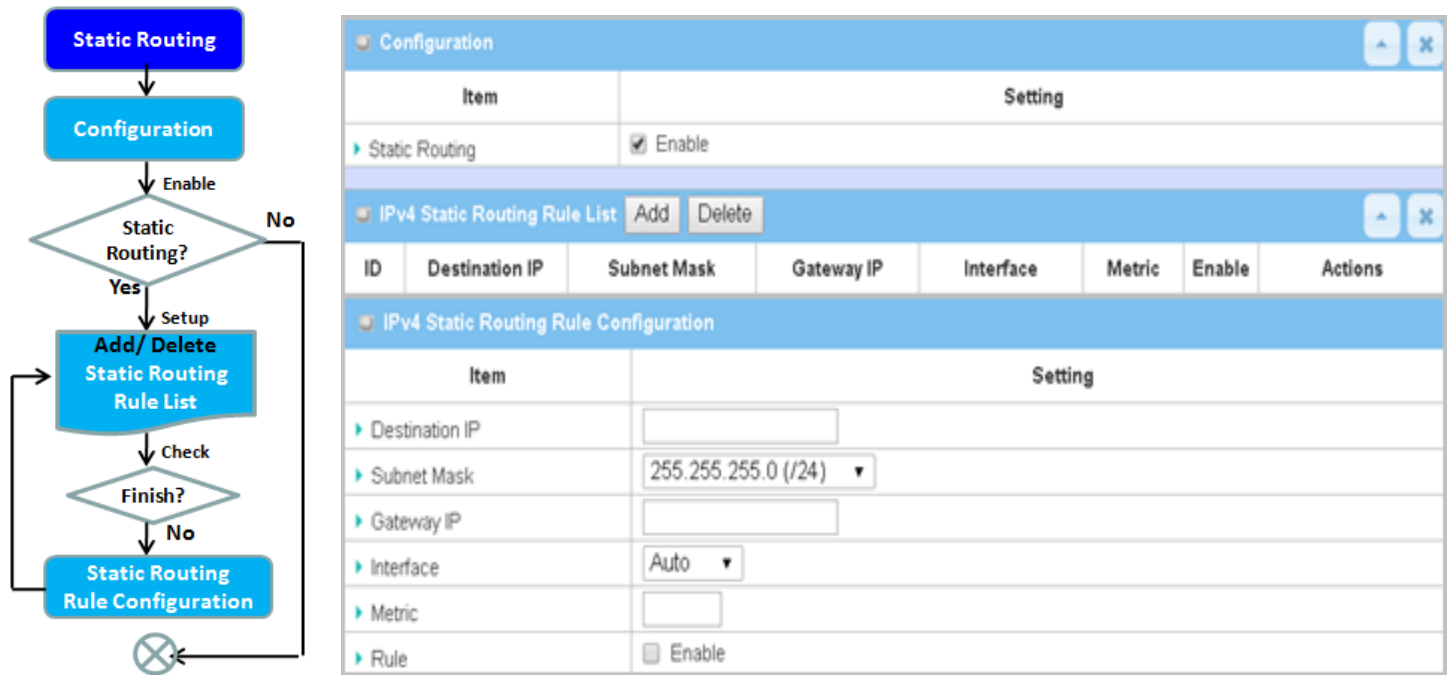 Static Routing
Configuration
Enable
Static
Routing?
No
Yes
Setup
Add/ Delete
Static Routing
Rule List
Check
Finish?
No
Static Routing
Rule Configuration
Configuration
Item Setting
Static Routing Enable
IPv4 Static Routing Rule List Add Delete
ID Destination IP Subnet Mask Gateway IP Interface Metric Enable Actions
IPv4 Static Routing Rule Configuration
Item Setting
Destination IP
Subnet Mask 255.255.255.0 (/24)
Gateway IP
Interface Auto
Metric
Rule Enable